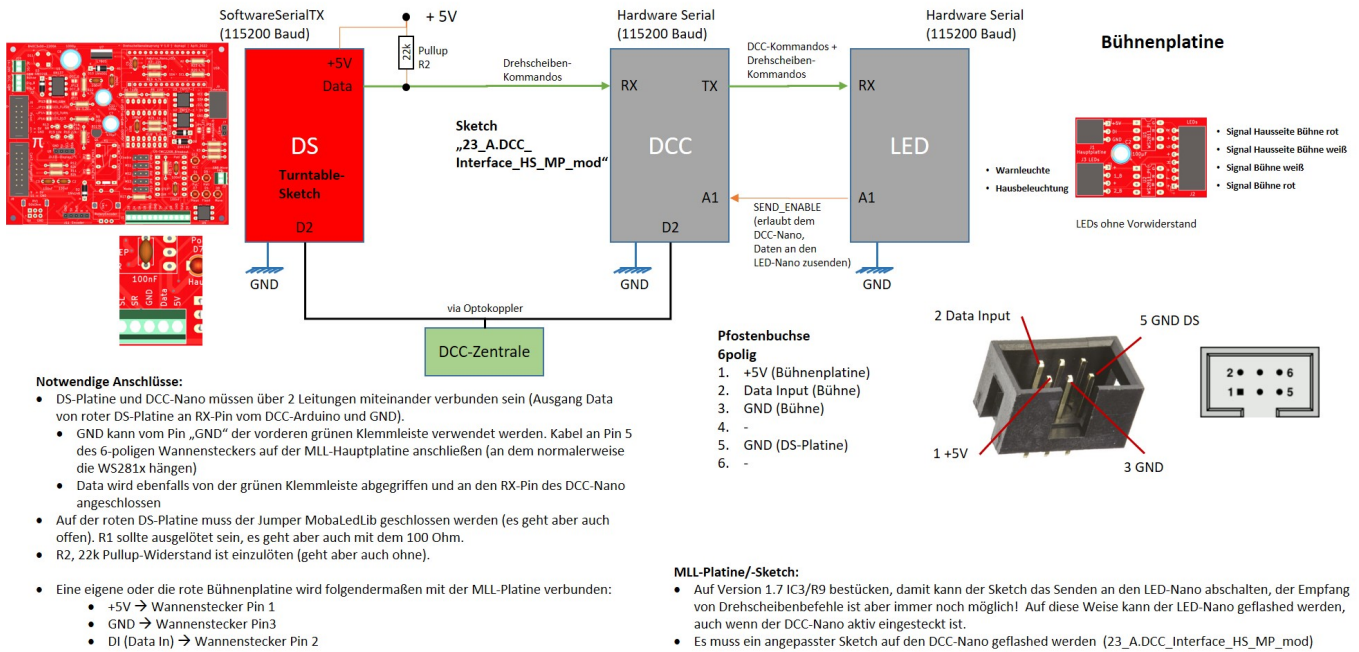 SoftwareSerialTX
(115200 Baud)
+ 5V
22k
Pullup
R2
+5V
Data
DS
Turntable-
Sketch
D2
GND
Drehscheiben-
Kommandos
Sketch
„23_A.DCC_
Interface_HS_MP_mod“
Hardware Serial
(115200 Baud)
RX
TX
DCC
A1
D2
GND
DCC-Kommandos +
Drehscheiben-
Kommandos
SEND_ENABLE
(erlaubt dem
DCC-Nano,
Daten an den
LED-Nano zusenden)
Hardware Serial
(115200 Baud)
RX
LED
A1
GND
via Optokoppler
DCC-Zentrale
Bühnenplatine
• Warnleuchte
• Hausbeleuchtung
• Signal Hausseite Bühne rot
• Signal Hausseite Bühne weiß
• Signal Bühne weiß
• Signal Bühne rot
LEDs ohne Vorwiderstand
100nF
SL
SR
GND
Data
5V
Pfostenbuchse
6polig
1. +5V (Bühnenplatine)
2. Data Input (Bühne)
3. GND (Bühne)
4. -
5. GND (DS-Platine)
6. -
2 Data Input
5 GND DS
1 +5V
3 GND
2
6
1
5
Notwendige Anschlüsse:
• DS-Platine und DCC-Nano müssen über 2 Leitungen miteinander verbunden sein (Ausgang Data
von roter DS-Platine an RX-Pin vom DCC-Arduino und GND).
• GND kann vom Pin „GND“ der vorderen grünen Klemmleiste verwendet werden. Kabel an Pin 5
des 6-poligen Wannensteckers auf der MLL-Hauptplatine anschließen (an dem normalerweise
die WS281x hängen)
• Data wird ebenfalls von der grünen Klemmleiste abgegriffen und an den RX-Pin des DCC-Nano
angeschlossen
• Auf der roten DS-Platine muss der Jumper MobaLedLib geschlossen werden (es geht aber auch
offen). R1 sollte ausgelötet sein, es geht aber auch mit dem 100 Ohm.
• R2, 22k Pullup-Widerstand ist einzulöten (geht aber auch ohne).
• Eine eigene oder die rote Bühnenplatine wird folgendermaßen mit der MLL-Platine verbunden:
• +5V → Wannenstecker Pin 1
• GND → Wannenstecker Pin3
• DI (Data In) → Wannenstecker Pin 2
MLL-Platine/-Sketch:
• Auf Version 1.7 IC3/R9 bestücken, damit kann der Sketch das Senden an den LED-Nano abschalten, der Empfang
von Drehscheibenbefehle ist aber immer noch möglich! Auf diese Weise kann der LED-Nano geflashed werden,
auch wenn der DCC-Nano aktiv eingesteckt ist.
• Es muss ein angepasster Sketch auf den DCC-Nano geflashed werden (23_A.DCC_Interface_HS_MP_mod)